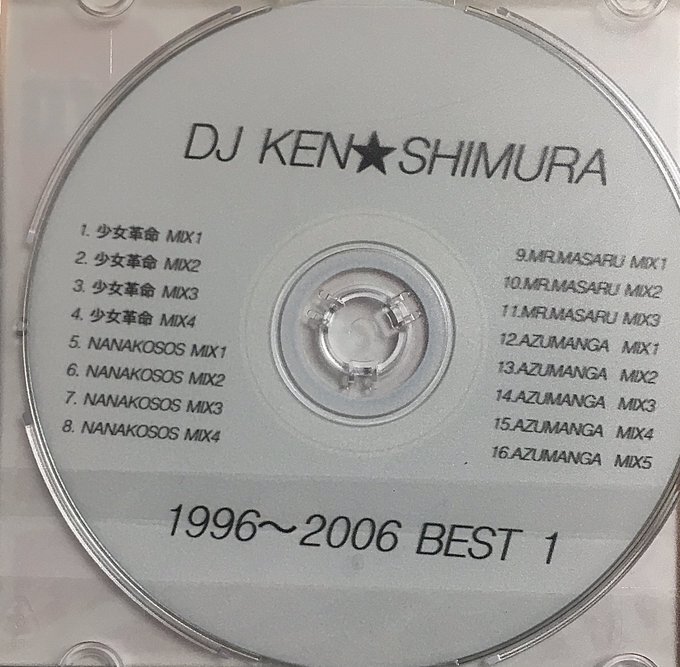 DJ KEN★SHIMURA
1. 少女革命 MIX1
2. 少女革命 MIX2
3. 少女革命 MIX3
4. 少女革命 MIX4
5. NANAKOSOS MIX1
6. NANAKOSOS MIX2
7. NANAKOSOS MIX3
8. NANAKOSOS MIX4
9.MR.MASARU MIX1
10.MR.MASARU MIX2
11.MR.MASARU MIX3
12.AZUMANGA MIX1
13.AZUMANGA MIX2
14.AZUMANGA MIX3
15.AZUMANGA MIX4
16.AZUMANGA MIX5
1996〜2006 BEST 1